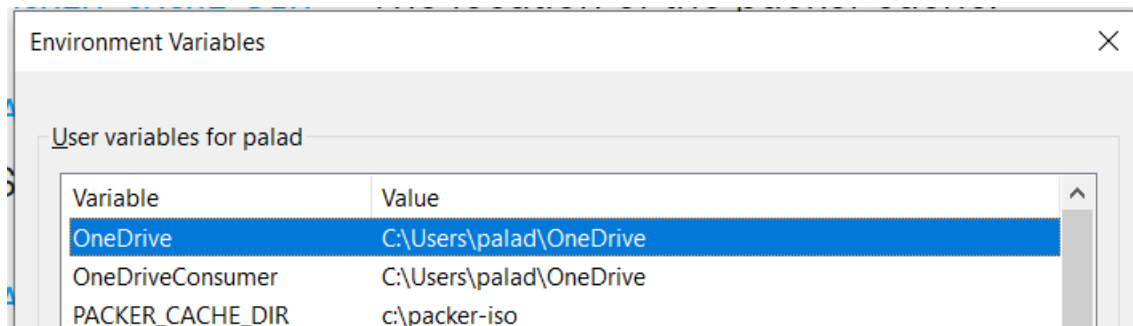 Environment Variables
User variables for palad
Variable Value
OneDrive C:\Users\palad\OneDrive
OneDriveConsumer C:\Users\palad\OneDrive
PACKER_CACHE_DIR c:\packer-iso